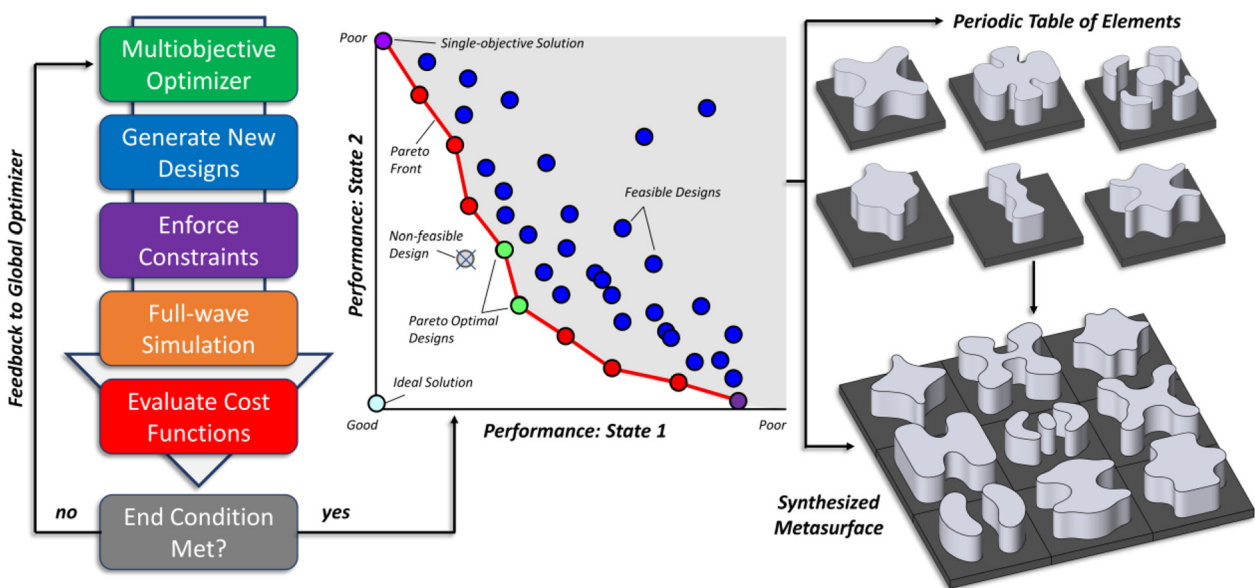 Feedback to Global Optimizer
Multiobjective
Optimizer
Generate New
Designs
Enforce
Constraints
Full-wave
Simulation
Evaluate Cost
Functions
End Condition
Met?
no
yes
Poor
Single-objective Solution
Performance: State 2
Pareto
Front
Feasible Designs
Non-feasible
Design
Pareto Optimal
Designs
Ideal Solution
Good
Performance: State 1
Poor
Periodic Table of Elements
Synthesized
Metasurface